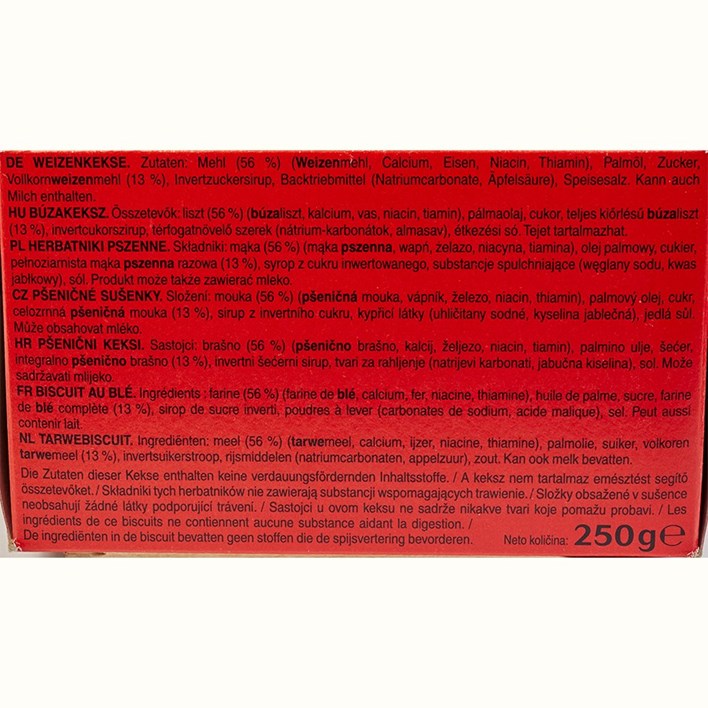 DE WEIZENKEKSE. Zutaten: Mehl (56 %) (Weizenmehl, Calcium, Eisen, Niacin, Thiamin), Palmöl, Zucker,
Vollkornweizenmehl (13 %), Invertzuckersirup, Backtriebmittel (Natriumcarbonate, Äpfelsäure), Speisesalz. Kann auch
Milch enthalten.
HU BÚZAKEKSZ. Összetevők: liszt (56 %) (búzaliszt, kalcium, vas, niacin, tiamin), pálmaolaj, cukor, teljes kiőrlésű búzaliszt
(13 %), invertcukorszirup, térfogatnövelő szerek (nátrium-karbonátok, almasav), étkezési só. Tejet tartalmazhat.
PL HERBATNIKI PSZENNE. Składniki: mąka (56 %) (mąka pszenna, wapń, żelazo, niacyna, tiamina), olej palmowy, cukier,
pełnoziarnista mąka pszenna razowa (13 %), syrop z cukru inwertowanego, substancje spulchniające (węglany sodu, kwas
jabłkowy), sól. Produkt może także zawierać mleko.
CZ PŠENIČNÉ SUŠENKY. Složení: mouka (56 %) (pšeničná mouka, vápník, železo, niacin, thiamin), palmový olej, cukr,
celozrnná pšeničná mouka (13 %), sirup z invertního cukru, kypřicí látky (uhličitany sodné, kyselina jablečná), jedlá sůl.
Může obsahovat mléko.
HR PŠENIČNI KEKSI. Sastojci: brašno (56 %) (pšenično brašno, kalcij, željezo, niacin, tiamin), palmino ulje, šećer,
integralno pšenično brašno (13 %), invertni šećerni sirup, tvari za rahljenje (natrijevi karbonati, jabučna kiselina), sol. Može
sadržavati mlijeko.
FR BISCUIT AU BLÉ. Ingrédients : farine (56 %) (farine de blé, calcium, fer, niacine, thiamine), huile de palme, sucre, farine
de blé complète (13 %), sirop de sucre inverti, poudres à lever (carbonates de sodium, acide malique), sel. Peut aussi
contenir lait.
NL TARWEBISCUIT. Ingrediënten: meel (56 %) (tarwemeel, calcium, ijzer, niacine, thiamine), palmolie, suiker, volkoren
tarwemeel (13 %), invertsuikerstroop, rijsmiddelen (natriumcarbonaten, appelzuur), zout. Kan ook melk bevatten.
Die Zutaten dieser Kekse enthalten keine verdauungsfördernden Inhaltsstoffe. / A keksz nem tartalmaz emésztést segítő
összetevőket. / Składniki tych herbatników nie zawierają substancji wspomagających trawienie. / Složky obsažené v sušence
neobsahují žádné látky podporující trávení. / Sastojci u ovom keksu ne sadrže nikakve tvari koje pomažu probavi. / Les
ingrédients de ce biscuits ne contiennent aucune substance aidant la digestion. /
De ingrediënten in de biscuit bevatten geen stoffen die de spijsvertering bevorderen. Neto količina: 250g℮